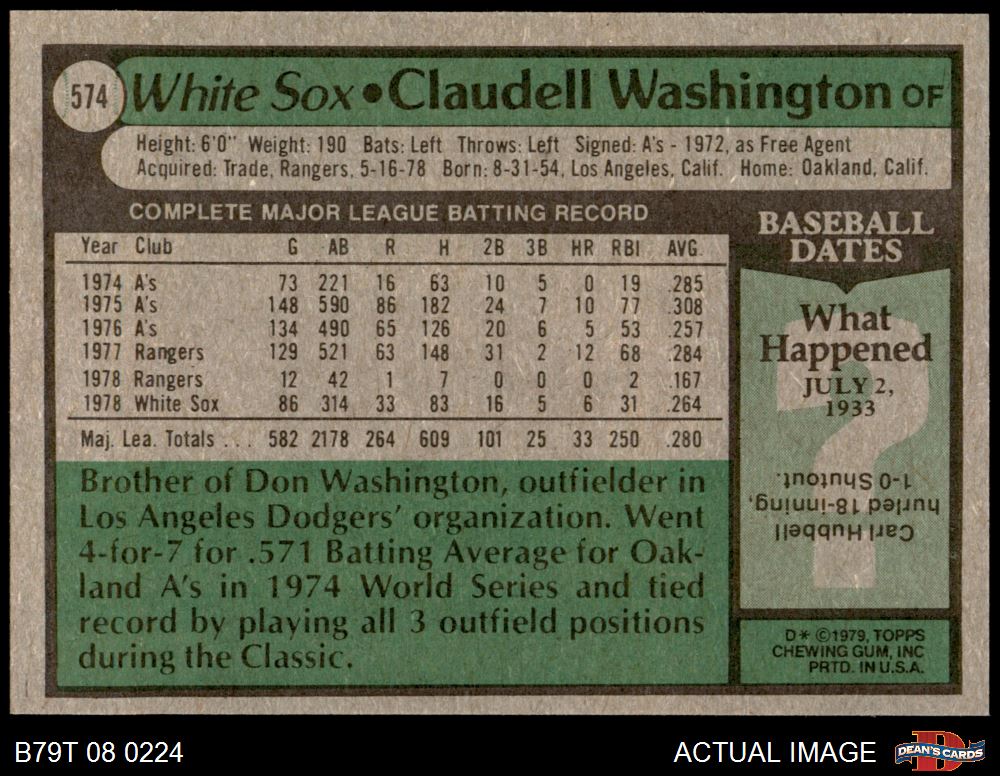 574 White Sox • Claudell Washington OF
Height: 6'0" Weight: 190 Bats: Left Throws: Left Signed: A's - 1972, as Free Agent
Acquired: Trade, Rangers, 5-16-78 Born: 8-31-54, Los Angeles, Calif. Home: Oakland, Calif.
COMPLETE MAJOR LEAGUE BATTING RECORD
Year Club G AB R H 2B 3B HR RBI AVG.
1974 A's 73 221 16 63 10 5 0 19 .285
1975 A's 148 590 86 182 24 7 10 77 .308
1976 A's 134 490 65 126 20 6 5 53 .257
1977 Rangers 129 521 63 148 31 2 12 68 .284
1978 Rangers 12 42 1 7 0 0 0 2 .167
1978 White Sox 86 314 33 83 16 5 6 31 .264
Maj. Lea. Totals . . . 582 2178 264 609 101 25 33 250 .280
Brother of Don Washington, outfielder in
Los Angeles Dodgers' organization. Went
4-for-7 for .571 Batting Average for Oak-
land A's in 1974 World Series and tied
record by playing all 3 outfield positions
during the Classic.
BASEBALL
DATES
What
Happened
JULY 2,
1933
?
Carl Hubbell
hurled 18-inning,
1-0 Shutout.
D* ©1979, TOPPS
CHEWING GUM, INC
PRTD. IN U.S.A.
B79T 08 0224
ACTUAL IMAGE
DEAN'S CARDS